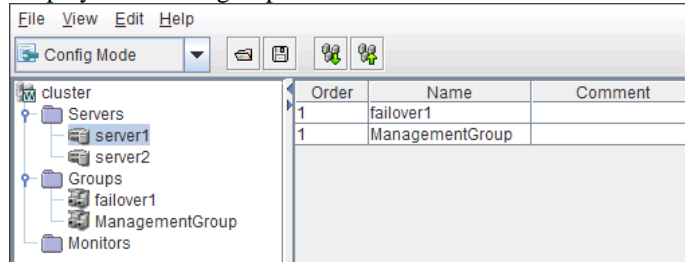 File View Edit Help
Config Mode
cluster
Servers
server1
server2
Groups
failover1
ManagementGroup
Monitors
Order Name Comment
1 failover1
1 ManagementGroup